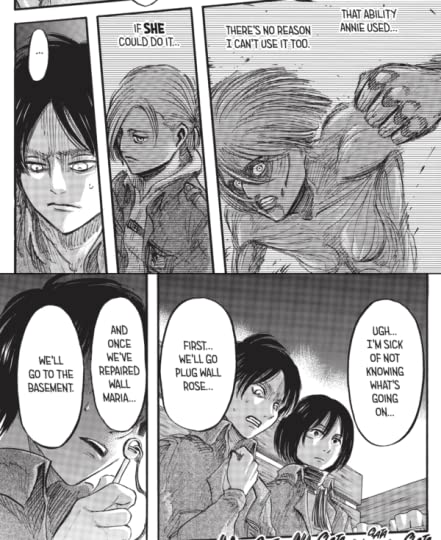 THAT ABILITY
ANNIE USED...
THERE'S NO REASON
I CAN'T USE IT TOO.
IF SHE
COULD DO IT...
...
UGH...
I'M SICK
OF NOT
KNOWING
WHAT'S
GOING
ON...
FIRST...
WE'LL GO
PLUG WALL
ROSE...
AND
ONCE
WE'VE
REPAIRED
WALL
MARIA...
WE'LL
GO TO THE
BASEMENT.